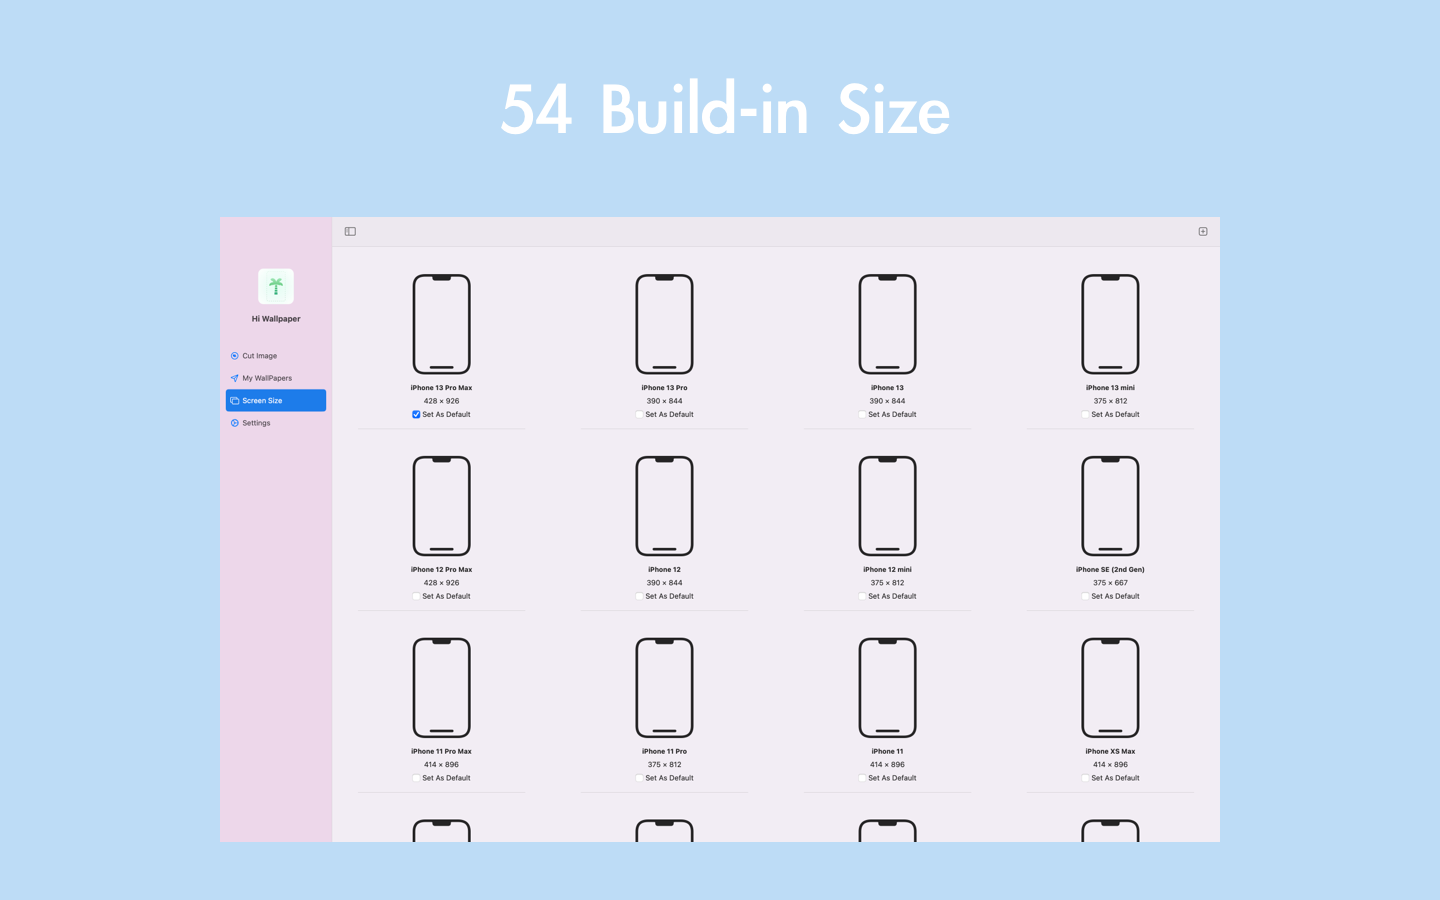 54 Build-in Size
Hi Wallpaper
Cut Image
My WallPapers
Screen Size
Settings
iPhone 13 Pro Max
428 × 926
Set As Default
iPhone 13 Pro
390 × 844
Set As Default
iPhone 13
390 × 844
Set As Default
iPhone 13 mini
375 × 812
Set As Default
iPhone 12 Pro Max
428 × 926
Set As Default
iPhone 12
390 × 844
Set As Default
iPhone 12 mini
375 × 812
Set As Default
iPhone SE (2nd Gen)
375 × 667
Set As Default
iPhone 11 Pro Max
414 × 896
Set As Default
iPhone 11 Pro
375 × 812
Set As Default
iPhone 11
414 × 896
Set As Default
iPhone XS Max
414 × 896
Set As Default